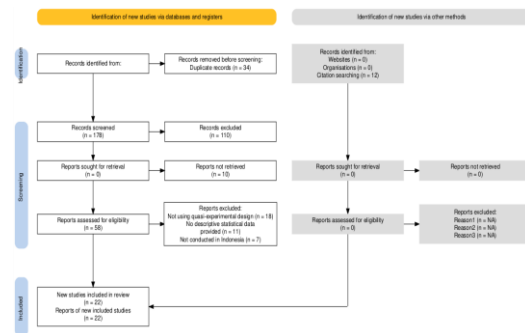 Identification of new studies via databases and registers
Identification of new studies via other methods
Identification
Records identified from:
Records removed before screening:
Duplicate records (n = 34)
Records identified from:
Websites (n = 0)
Organisations (n = 0)
Citation searching (n = 12)
Screening
Records screened
(n = 178)
Records excluded
(n = 110)
Reports sought for retrieval
(n = 0)
Reports not retrieved
(n = 10)
Reports sought for retrieval
(n = 0)
Reports not retrieved
(n = 0)
Reports assessed for eligibility
(n = 58)
Reports excluded:
Not using quasi-experimental design (n = 18)
No descriptive statistical data
provided (n = 11)
Not conducted in Indonesia (n = 7)
Reports assessed for eligibility
(n = 0)
Reports excluded:
Reason1 (n = NA)
Reason2 (n = NA)
Reason3 (n = NA)
Included
New studies included in review
(n = 22)
Reports of new included studies
(n = 22)